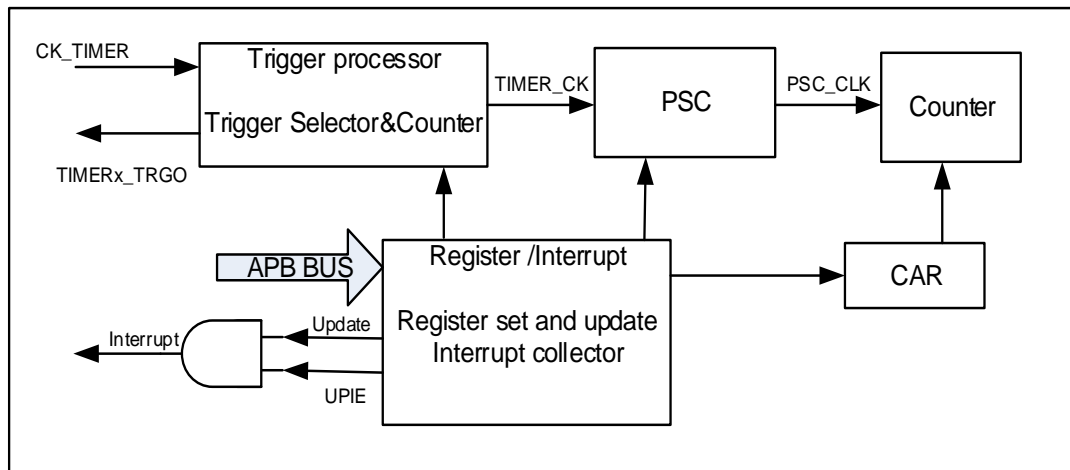 CK_TIMER
Trigger processor
Trigger Selector&Counter
TIMERx_TRGO
TIMER_CK
PSC
PSC_CLK
Counter
APB BUS
Register /Interrupt
Register set and update
Interrupt collector
CAR
Interrupt
Update
UPIE